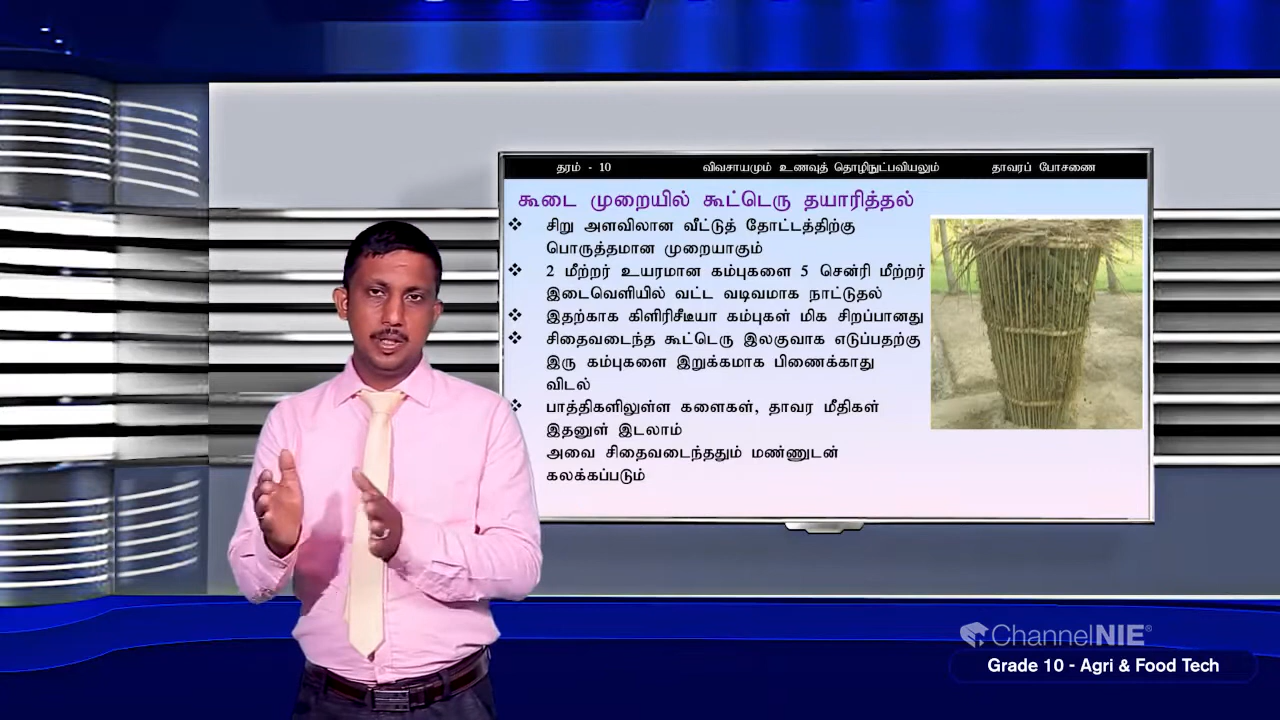 தரம் - 10 விவசாயமும் உணவுத் தொழிநுட்பவியலும் தாவரப் போசணை
கூடை முறையில் கூட்டெரு தயாரித்தல்
❖ சிறு அளவிலான வீட்டுத் தோட்டத்திற்கு
பொருத்தமான முறையாகும்
❖ 2 மீற்றர் உயரமான கம்புகளை 5 சென்ரி மீற்றர்
இடைவெளியில் வட்ட வடிவமாக நாட்டுதல்
❖ இதற்காக கிளிரிசீடியா கம்புகள் மிக சிறப்பானது
❖ சிதைவடைந்த கூட்டெரு இலகுவாக எடுப்பதற்கு
இரு கம்புகளை இறுக்கமாக பிணைக்காது
விடல்
❖ பாத்திகளிலுள்ள களைகள், தாவர மீதிகள்
இதனுள் இடலாம்
அவை சிதைவடைந்ததும் மண்ணுடன்
கலக்கப்படும்
ChannelNIE®
Grade 10 - Agri & Food Tech